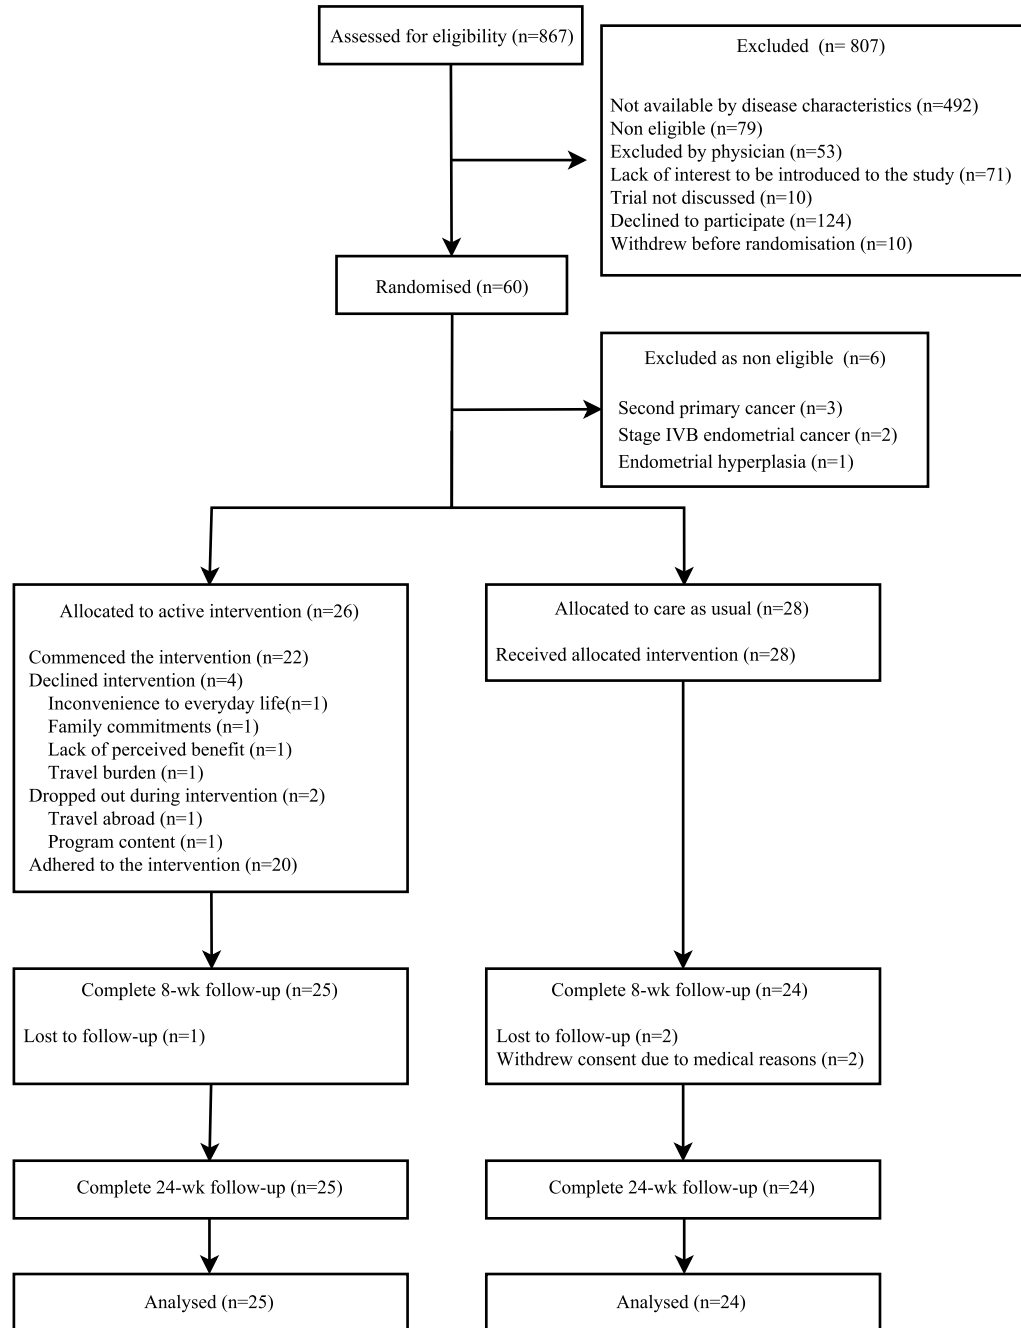 Assessed for eligibility (n=867)
Excluded (n= 807)
Not available by disease characteristics (n=492)
Non eligible (n=79)
Excluded by physician (n=53)
Lack of interest to be introduced to the study (n=71)
Trial not discussed (n=10)
Declined to participate (n=124)
Withdrew before randomisation (n=10)
Randomised (n=60)
Excluded as non eligible (n=6)
Second primary cancer (n=3)
Stage IVB endometrial cancer (n=2)
Endometrial hyperplasia (n=1)
Allocated to active intervention (n=26)
Commenced the intervention (n=22)
Declined intervention (n=4)
Inconvenience to everyday life(n=1)
Family commitments (n=1)
Lack of perceived benefit (n=1)
Travel burden (n=1)
Dropped out during intervention (n=2)
Travel abroad (n=1)
Program content (n=1)
Adhered to the intervention (n=20)
Allocated to care as usual (n=28)
Received allocated intervention (n=28)
Complete 8-wk follow-up (n=25)
Lost to follow-up (n=1)
Complete 8-wk follow-up (n=24)
Lost to follow-up (n=2)
Withdrew consent due to medical reasons (n=2)
Complete 24-wk follow-up (n=25)
Complete 24-wk follow-up (n=24)
Analysed (n=25)
Analysed (n=24)